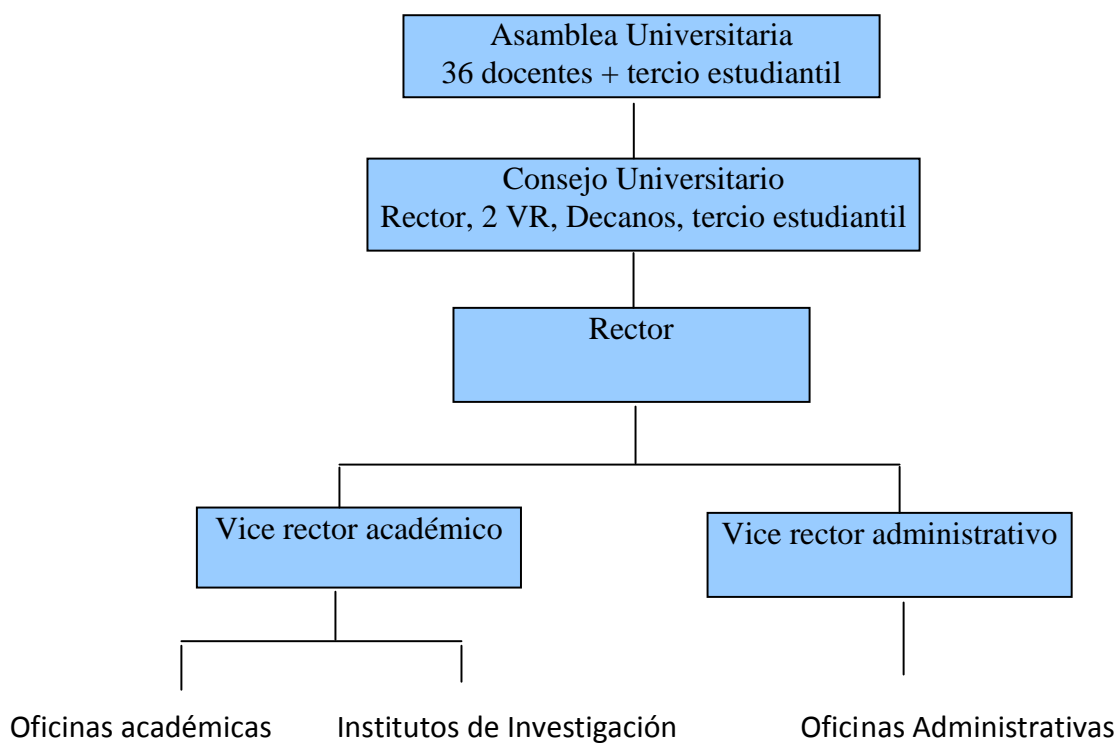 Asamblea Universitaria
36 docentes + tercio estudiantil
Consejo Universitario
Rector, 2 VR, Decanos, tercio estudiantil
Rector
Vice rector académico
Vice rector administrativo
Oficinas académicas
Institutos de Investigación
Oficinas Administrativas